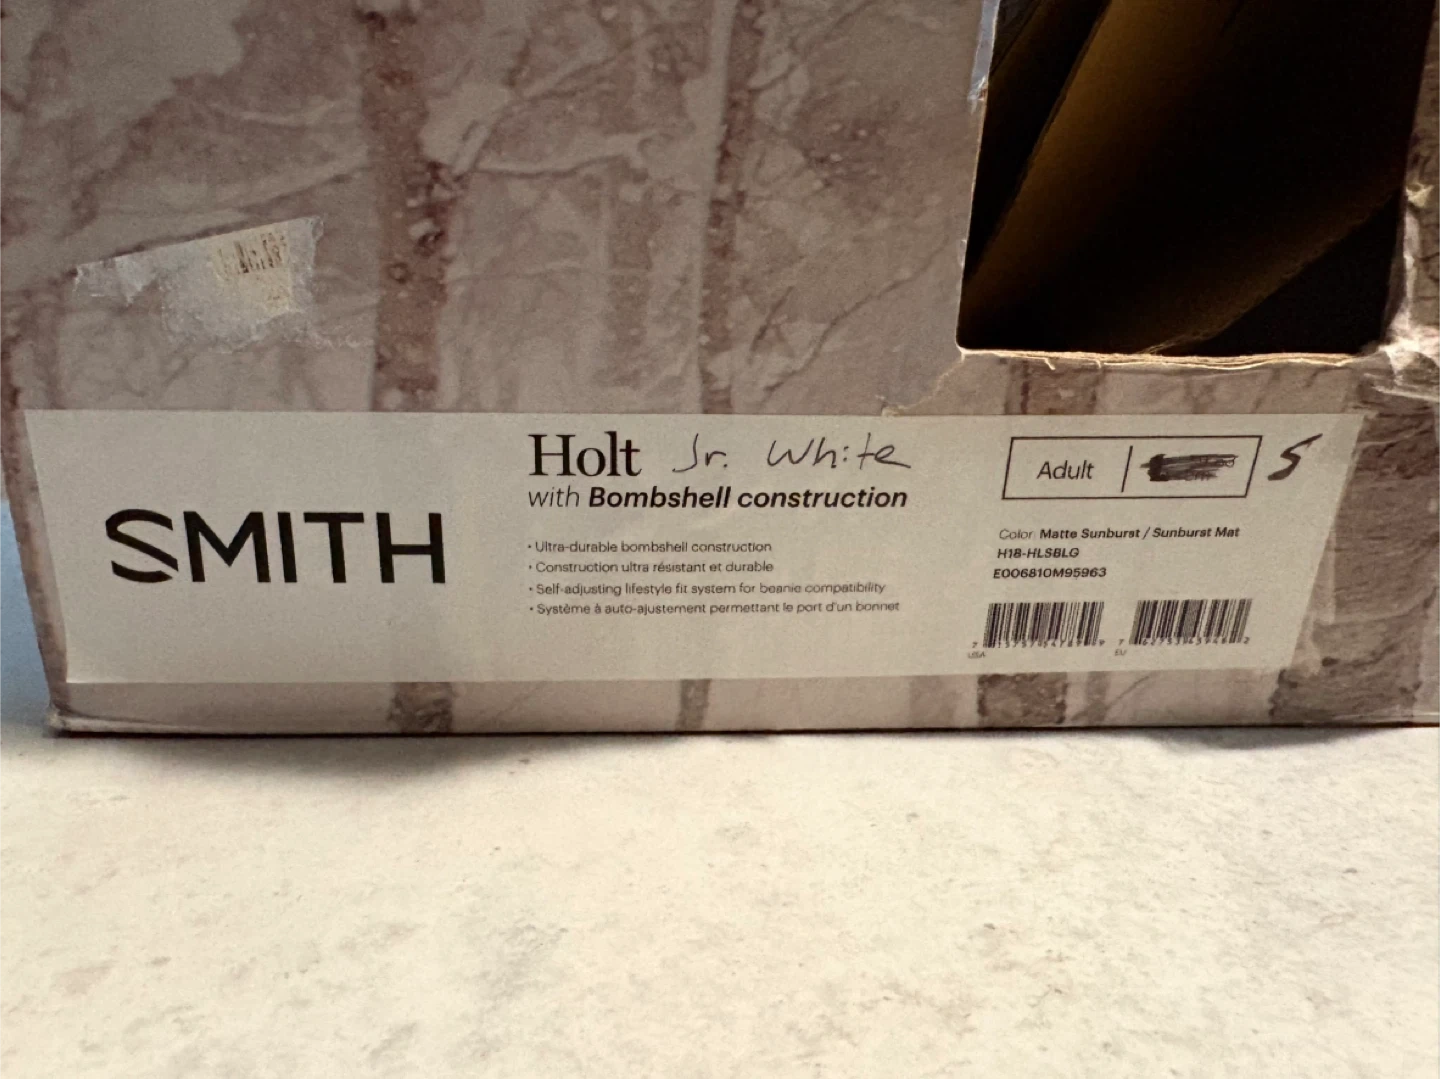 SMITH
Holt Jr. White
with Bombshell construction
• Ultra-durable bombshell construction
• Construction ultra résistant et durable
• Self-adjusting lifestyle fit system for beanie compatibility
• Système à auto-ajustement permettant le port d'un bonnet
Adult S
Color Matte Sunburst / Sunburst Mat
H18-HLSBLG
E006810M95963
USA
EU